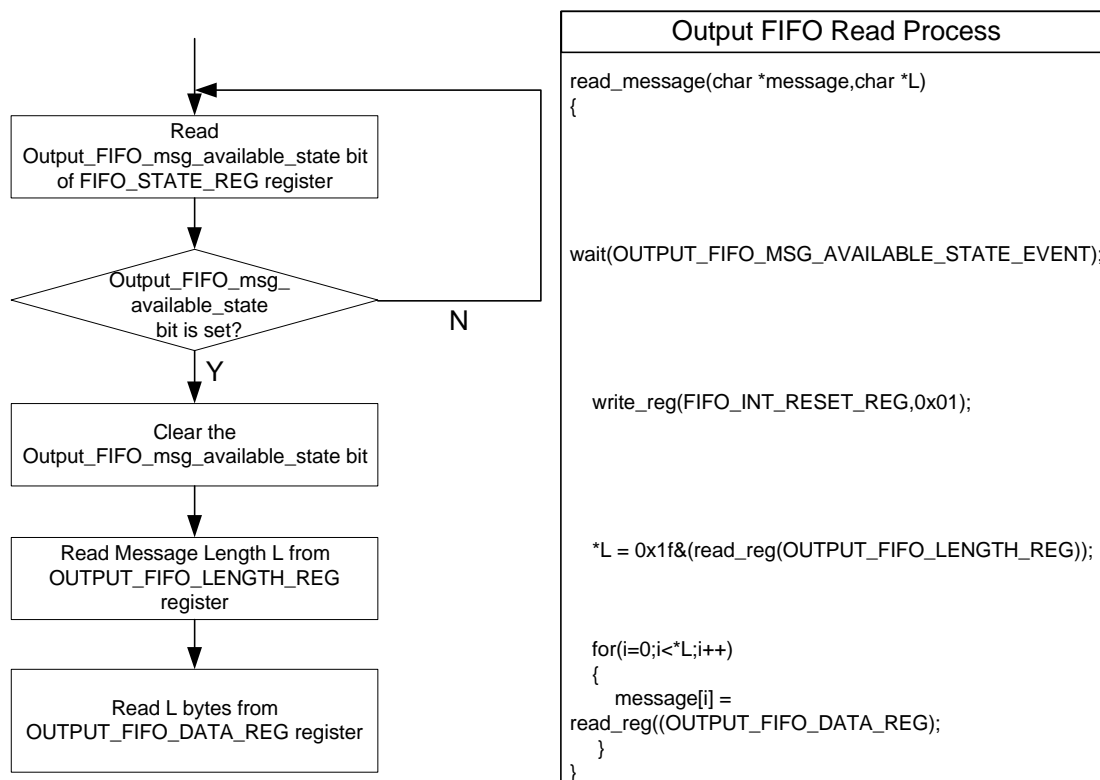 Read
Output_FIFO_msg_available_state bit
of FIFO_STATE_REG register
Output_FIFO_msg_
available_state
bit is set?
N
Y
Clear the
Output_FIFO_msg_available_state bit
Read Message Length L from
OUTPUT_FIFO_LENGTH_REG
register
Read L bytes from
OUTPUT_FIFO_DATA_REG register
Output FIFO Read Process
read_message(char *message,char *L)
{
wait(OUTPUT_FIFO_MSG_AVAILABLE_STATE_EVENT);
write_reg(FIFO_INT_RESET_REG,0x01);
*L = 0x1f&(read_reg(OUTPUT_FIFO_LENGTH_REG));
for(i=0;i<*L;i++)
{
message[i] =
read_reg((OUTPUT_FIFO_DATA_REG);
}
}